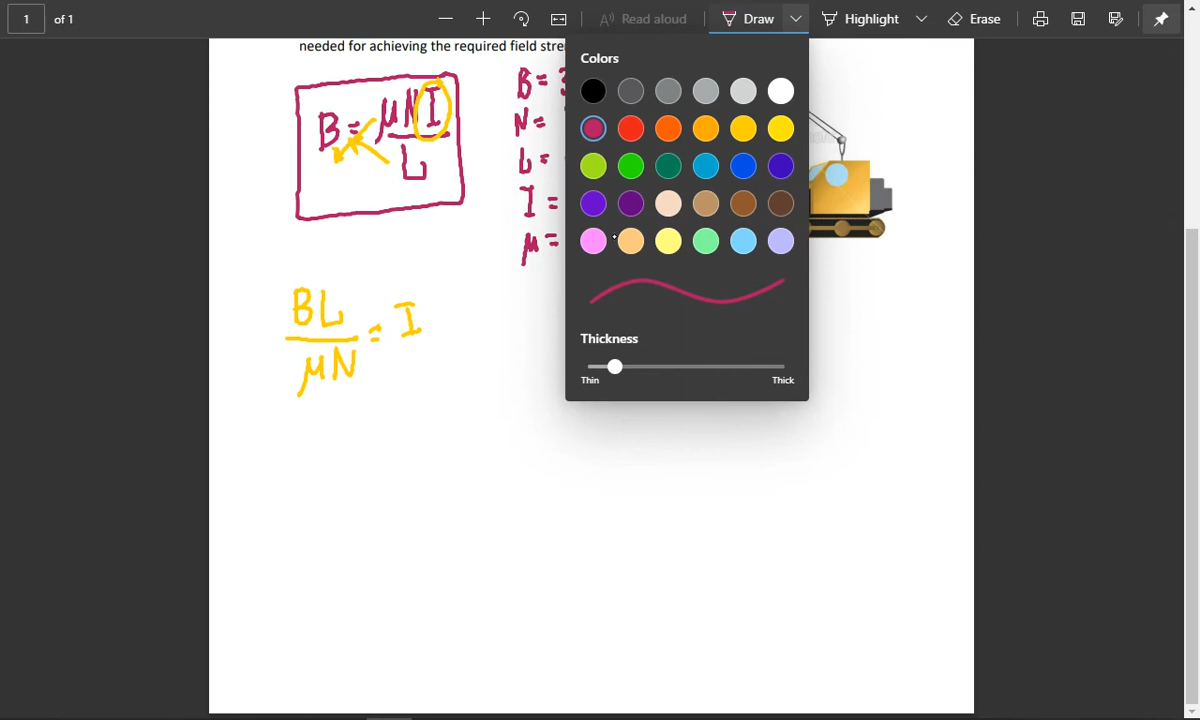 1 of 1 Read aloud Draw Highlight Erase
needed for achieving the required field
Colors
B = μNI / L
B = 3
N =
L =
I =
μ =
BL / μN = I
Thickness
Thin Thick